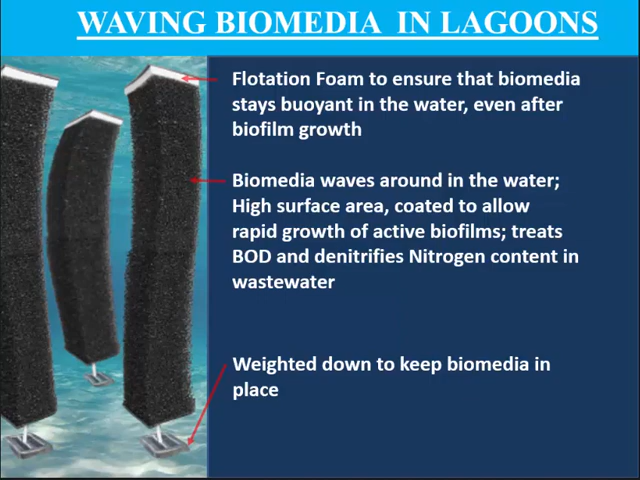 WAVING BIOMEDIA IN LAGOONS
Flotation Foam to ensure that biomedia
stays buoyant in the water, even after
biofilm growth
Biomedia waves around in the water;
High surface area, coated to allow
rapid growth of active biofilms; treats
BOD and denitrifies Nitrogen content in
wastewater
Weighted down to keep biomedia in
place